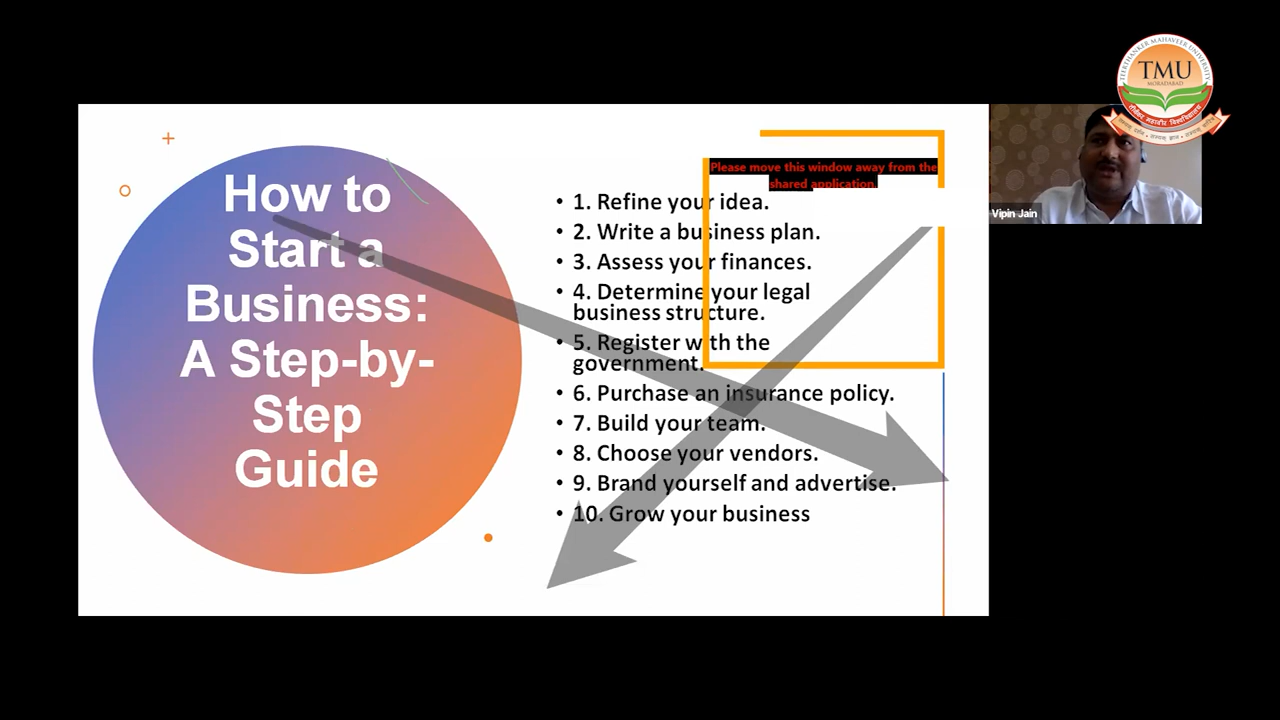 How to
Start a
Business:
A Step-by-
Step
Guide
Please move this window away from the
shared application.
• 1. Refine your idea.
• 2. Write a business plan.
• 3. Assess your finances.
• 4. Determine your legal
business structure.
• 5. Register with the
government.
• 6. Purchase an insurance policy.
• 7. Build your team.
• 8. Choose your vendors.
• 9. Brand yourself and advertise.
• 10. Grow your business
TEERTHANKER MAHAVEER UNIVERSITY
TMU
MORADABAD
Vipin Jain